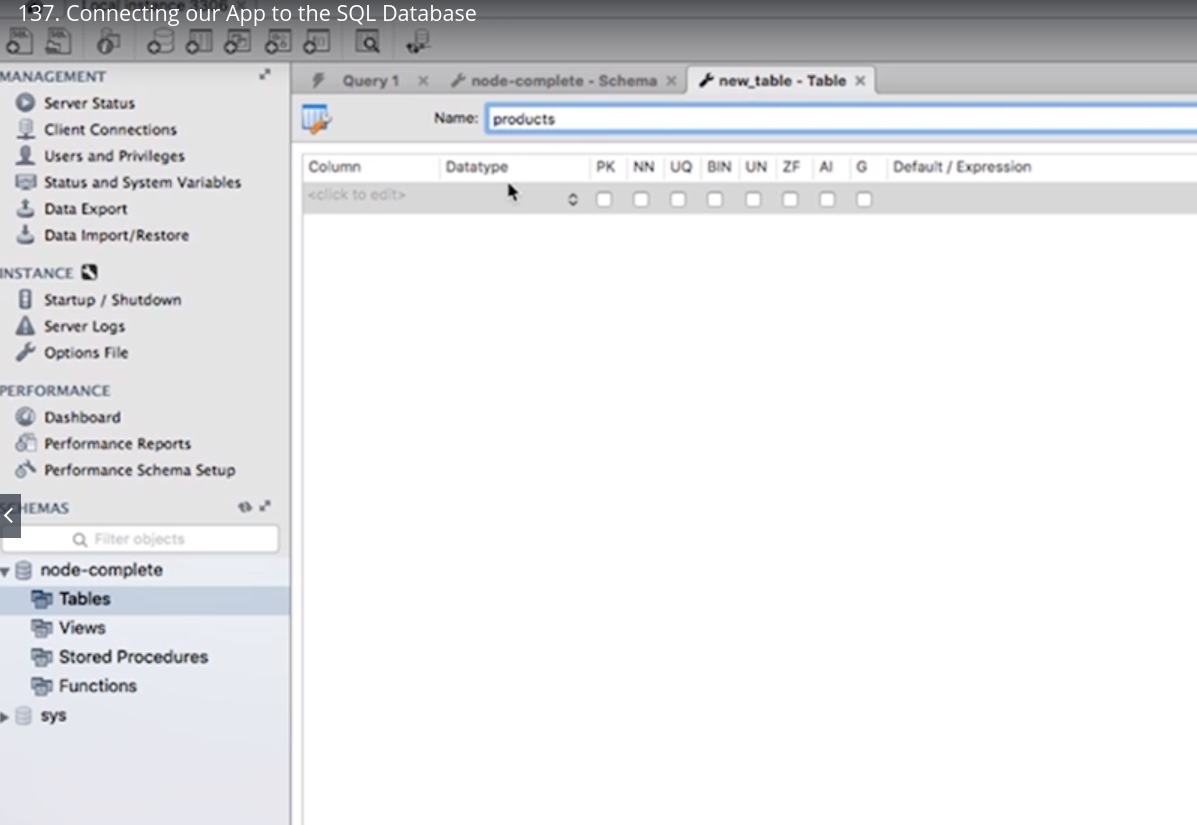 137. Connecting our App to the SQL Database
MANAGEMENT
Server Status
Client Connections
Users and Privileges
Status and System Variables
Data Export
Data Import/Restore
INSTANCE
Startup / Shutdown
Server Logs
Options File
PERFORMANCE
Dashboard
Performance Reports
Performance Schema Setup
SCHEMAS
Filter objects
node-complete
Tables
Views
Stored Procedures
Functions
sys
Query 1 node-complete - Schema new_table - Table
Name: products
Column Datatype PK NN UQ BIN UN ZF AI G Default / Expression
<click to edit>